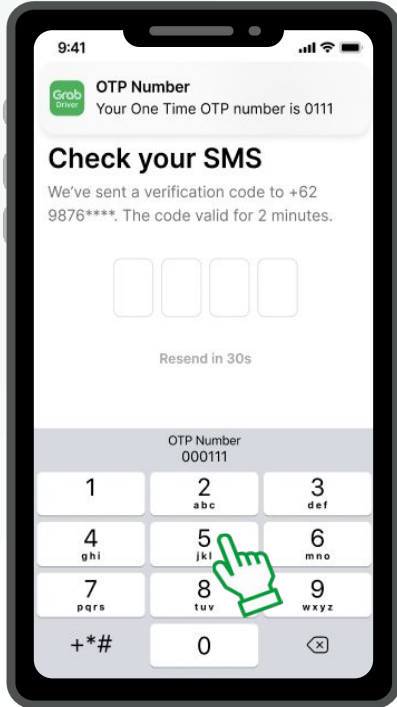 9:41
Grab
Driver
OTP Number
Your One Time OTP number is 0111
Check your SMS
We've sent a verification code to +62
9876****. The code valid for 2 minutes.
Resend in 30s
OTP Number
000111
1
2
abc
3
def
4
ghi
5
jkl
6
mno
7
pqrs
8
tuv
9
wxyz
+*#
0